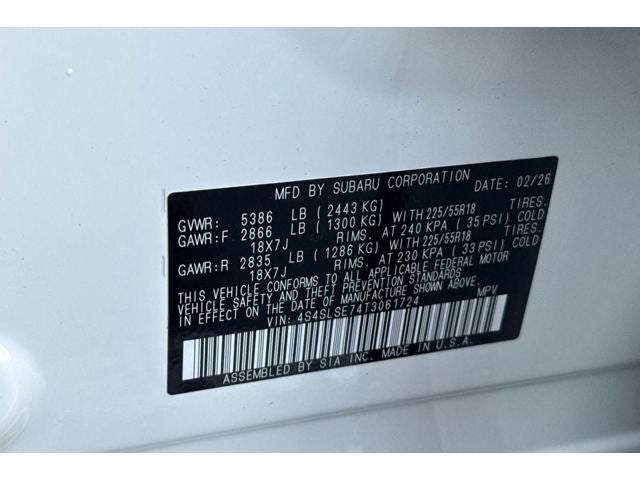 MFD BY SUBARU CORPORATION DATE: 02/26
GVWR: 5386 LB ( 2443 KG)
GAWR:F 2866 LB ( 1300 KG) WITH 225/55R18 TIRES.
18X7J RIMS. AT 240 KPA ( 35 PSI) COLD
GAWR:R 2835 LB ( 1286 KG) WITH 225/55R18 TIRES.
18X7J RIMS. AT 230 KPA ( 33 PSI) COLD
THIS VEHICLE CONFORMS TO ALL APPLICABLE FEDERAL MOTOR
VEHICLE SAFETY, BUMPER, AND THEFT PREVENTION STANDARDS
IN EFFECT ON THE DATE OF MANUFACTURE SHOWN ABOVE.
VIN: 4S4SLSE74T3061724 MPV
ASSEMBLED BY SIA INC. MADE IN U.S.A.